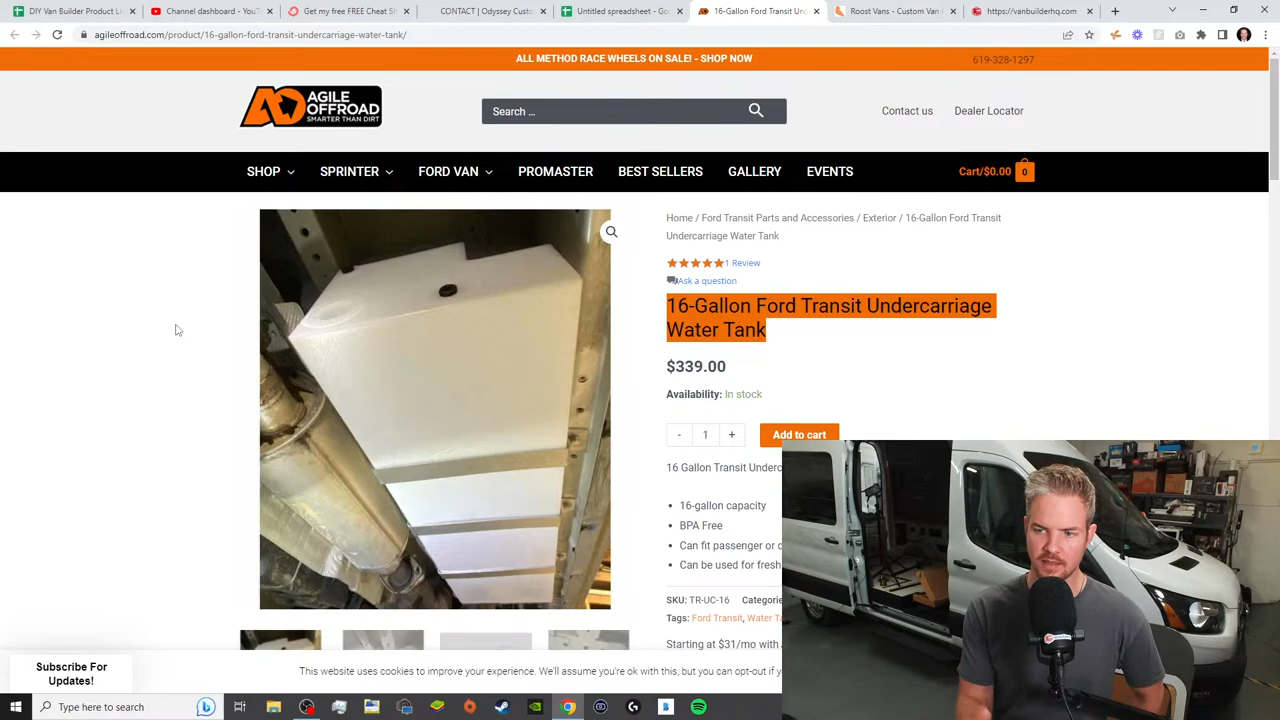 DIY Van Builder Product Li
Channel dashboard - YouT
Get my free FREE Cheat Sh
CONTACT | Odyssey Custo
Untitled spreadsheet - Goo
16-Gallon Ford Transit Und
Roost Vans - Custom Van C
https://vanbuilderhq.com
agileoffroad.com/product/16-gallon-ford-transit-undercarriage-water-tank/
ALL METHOD RACE WHEELS ON SALE! - SHOP NOW
619-328-1297
AGILE
OFFROAD
SMARTER THAN DIRT
Search ...
Contact us
Dealer Locator
SHOP
SPRINTER
FORD VAN
PROMASTER
BEST SELLERS
GALLERY
EVENTS
Cart/$0.00
0
Home / Ford Transit Parts and Accessories / Exterior / 16-Gallon Ford Transit
Undercarriage Water Tank
1 Review
Ask a question
16-Gallon Ford Transit Undercarriage
Water Tank
$339.00
Availability: In stock
- 1 +
Add to cart
16 Gallon Transit Underc
16-gallon capacity
BPA Free
Can fit passenger or d
Can be used for fresh,
SKU: TR-UC-16 Categorie
Tags: Ford Transit, Water Ta
Starting at $31/mo with
Subscribe For
Updates!
This website uses cookies to improve your experience. We'll assume you're ok with this, but you can opt-out if y
Type here to search